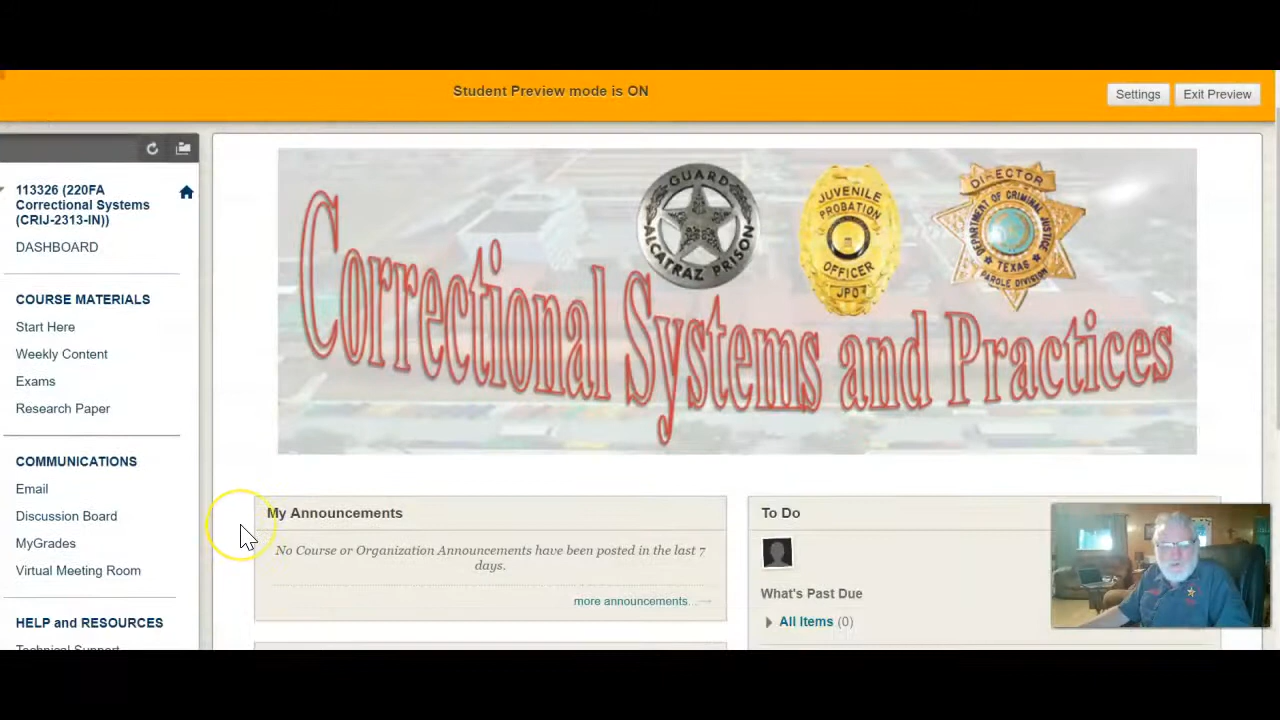 Student Preview mode is ON
Settings
Exit Preview
113326 (220FA
Correctional Systems
(CRIJ-2313-IN))
DASHBOARD
COURSE MATERIALS
Start Here
Weekly Content
Exams
Research Paper
COMMUNICATIONS
Email
Discussion Board
MyGrades
Virtual Meeting Room
HELP and RESOURCES
Technical Support
GUARD
ALCATRAZ PRISON
JUVENILE
PROBATION
OFFICER
JPO
DIRECTOR
DEPARTMENT OF CRIMINAL JUSTICE
TEXAS
PAROLE DIVISION
Correctional Systems and Practices
My Announcements
No Course or Organization Announcements have been posted in the last 7
days.
more announcements...
To Do
What's Past Due
All Items (0)